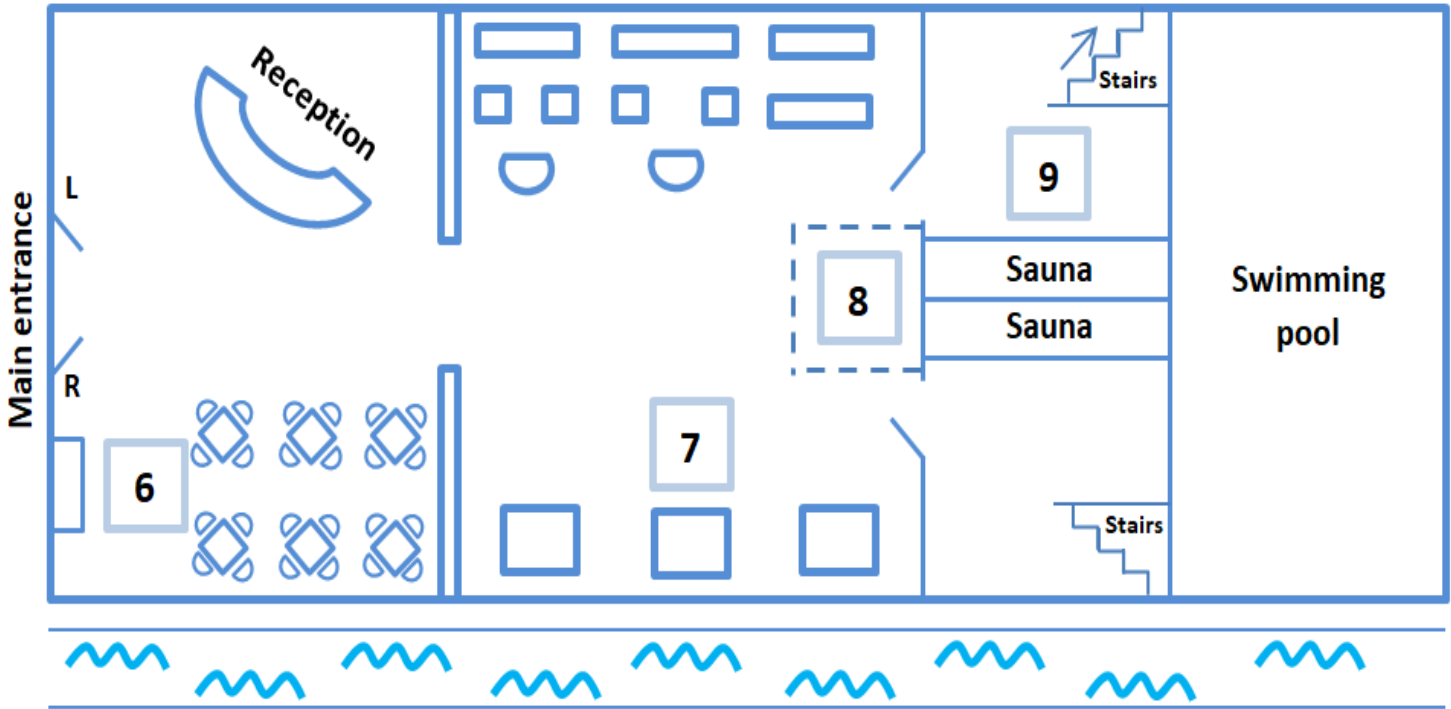 Reception
Stairs
L
9
Main entrance
Sauna
8
Swimming
pool
Sauna
R
7
6
Stairs